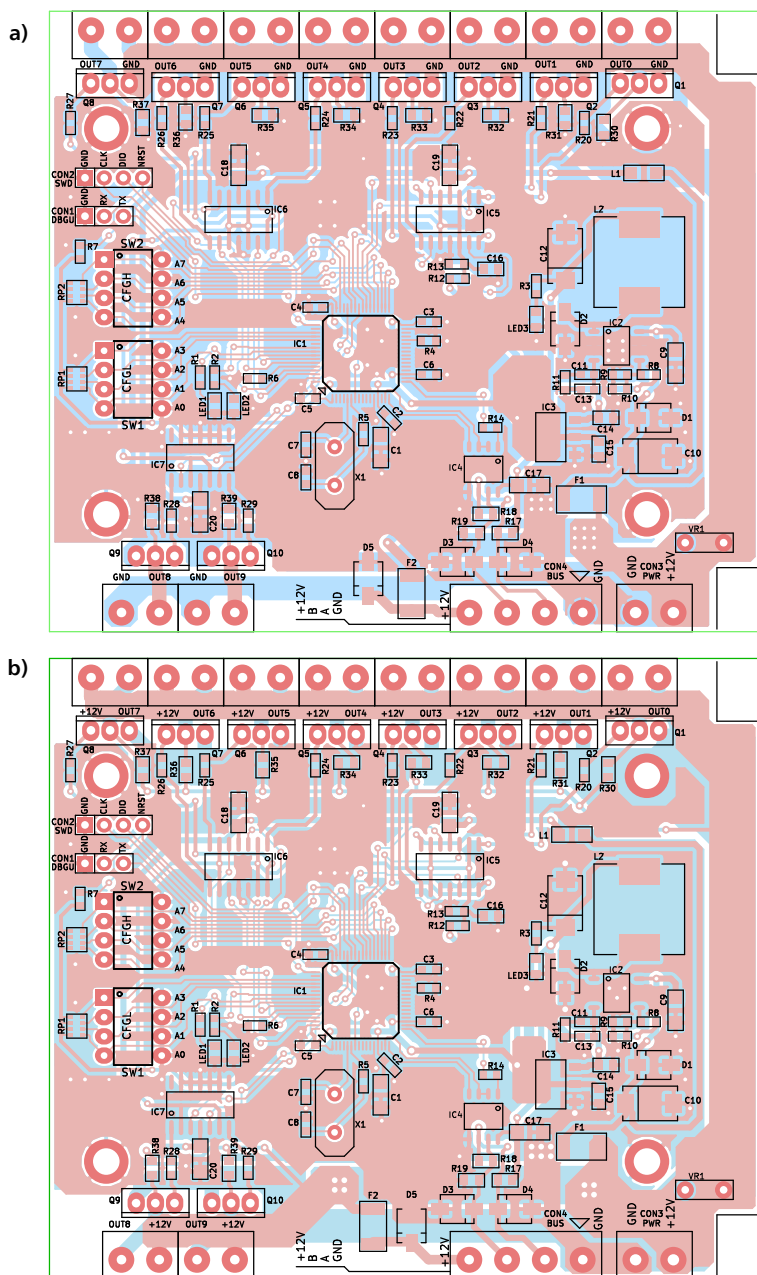 a)
OUT7 GND OUT6 GND OUT5 GND OUT4 GND OUT3 GND OUT2 GND OUT1 GND OUT0 GND
Q8 Q7 Q6 Q5 Q4 Q3 Q2 Q1
R27 R37 R26 R36 R25 R35 R24 R34 R23 R33 R22 R32 R21 R31 R20 R30
GND CLK DIO NRST
CON2
SWD
C18 C19 L1
GND RX TX
CON1
DBGU
IC6 IC5 L2
R7 SW2
C12
A7
R13 C16
RP2 CFGH A6 R12 R3
A5
C4 C3 LED3 D2 IC2
A4
IC1 R4
RP1 CFGL A3 R1 R2 C9
A2 R6 C6 R11 C11 R9 R8
A1 C13 R10
A0 LED1 LED2 C5 C2
SW1 R5 R14 IC3 C14 D1
C7 C1 C15 C10
IC7 IC4
C8 X1 C17 F1
R38 R28 C20 R39 R29 R18
R19 R17 VR1
Q9 Q10 D5 D3 D4
F2 CON4
BUS
GND
GND CON3
PWR
+12V
GND OUT8 GND OUT9
+12V
B
A
GND
b)
+12V OUT7 +12V OUT6 +12V OUT5 +12V OUT4 +12V OUT3 +12V OUT2 +12V OUT1 +12V OUT0
Q8 Q7 Q6 Q5 Q4 Q3 Q2 Q1
R27 R37 R26 R36 R25 R35 R24 R34 R23 R33 R22 R32 R21 R31 R20 R30
GND CLK DIO NRST
CON2
SWD
C18 C19 L1
GND RX TX
CON1
DBGU
IC6 IC5 L2
R7 SW2
C12
A7
R13 C16
RP2 CFGH A6 R12 R3
A5
C4 C3 LED3 D2 IC2
A4
IC1 R4
RP1 CFGL A3 R1 R2 C9
A2 R6 C6 R11 C11 R9 R8
A1 C13 R10
A0 LED1 LED2 C5 C2
SW1 R5 R14 IC3 C14 D1
C7 C1 C15 C10
IC7 IC4
C8 X1 C17 F1
R38 R28 C20 R39 R29 R18
R19 R17 VR1
Q9 Q10 F2 D5 D3 D4
CON4
BUS
GND
GND CON3
PWR
+12V
OUT8 +12V OUT9 +12V
+12V
B
A
GND